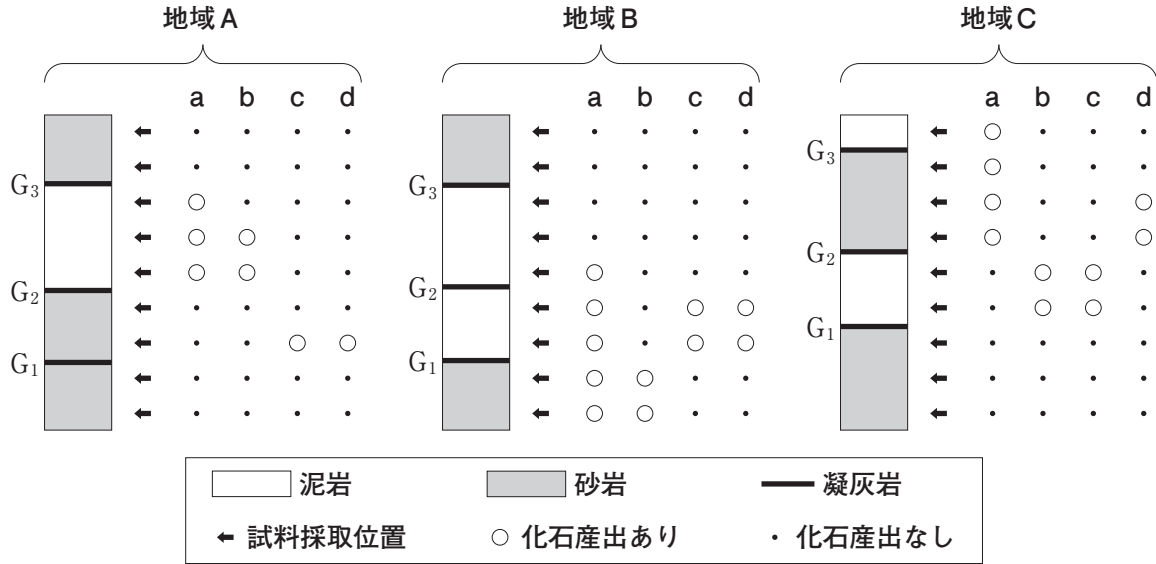 地域A 地域B 地域C
a b c d
a b c d
a b c d
G₃
G₂
G₁
G₃
G₂
G₁
G₃
G₂
G₁
泥岩 砂岩 凝灰岩
試料採取位置 化石産出あり 化石産出なし